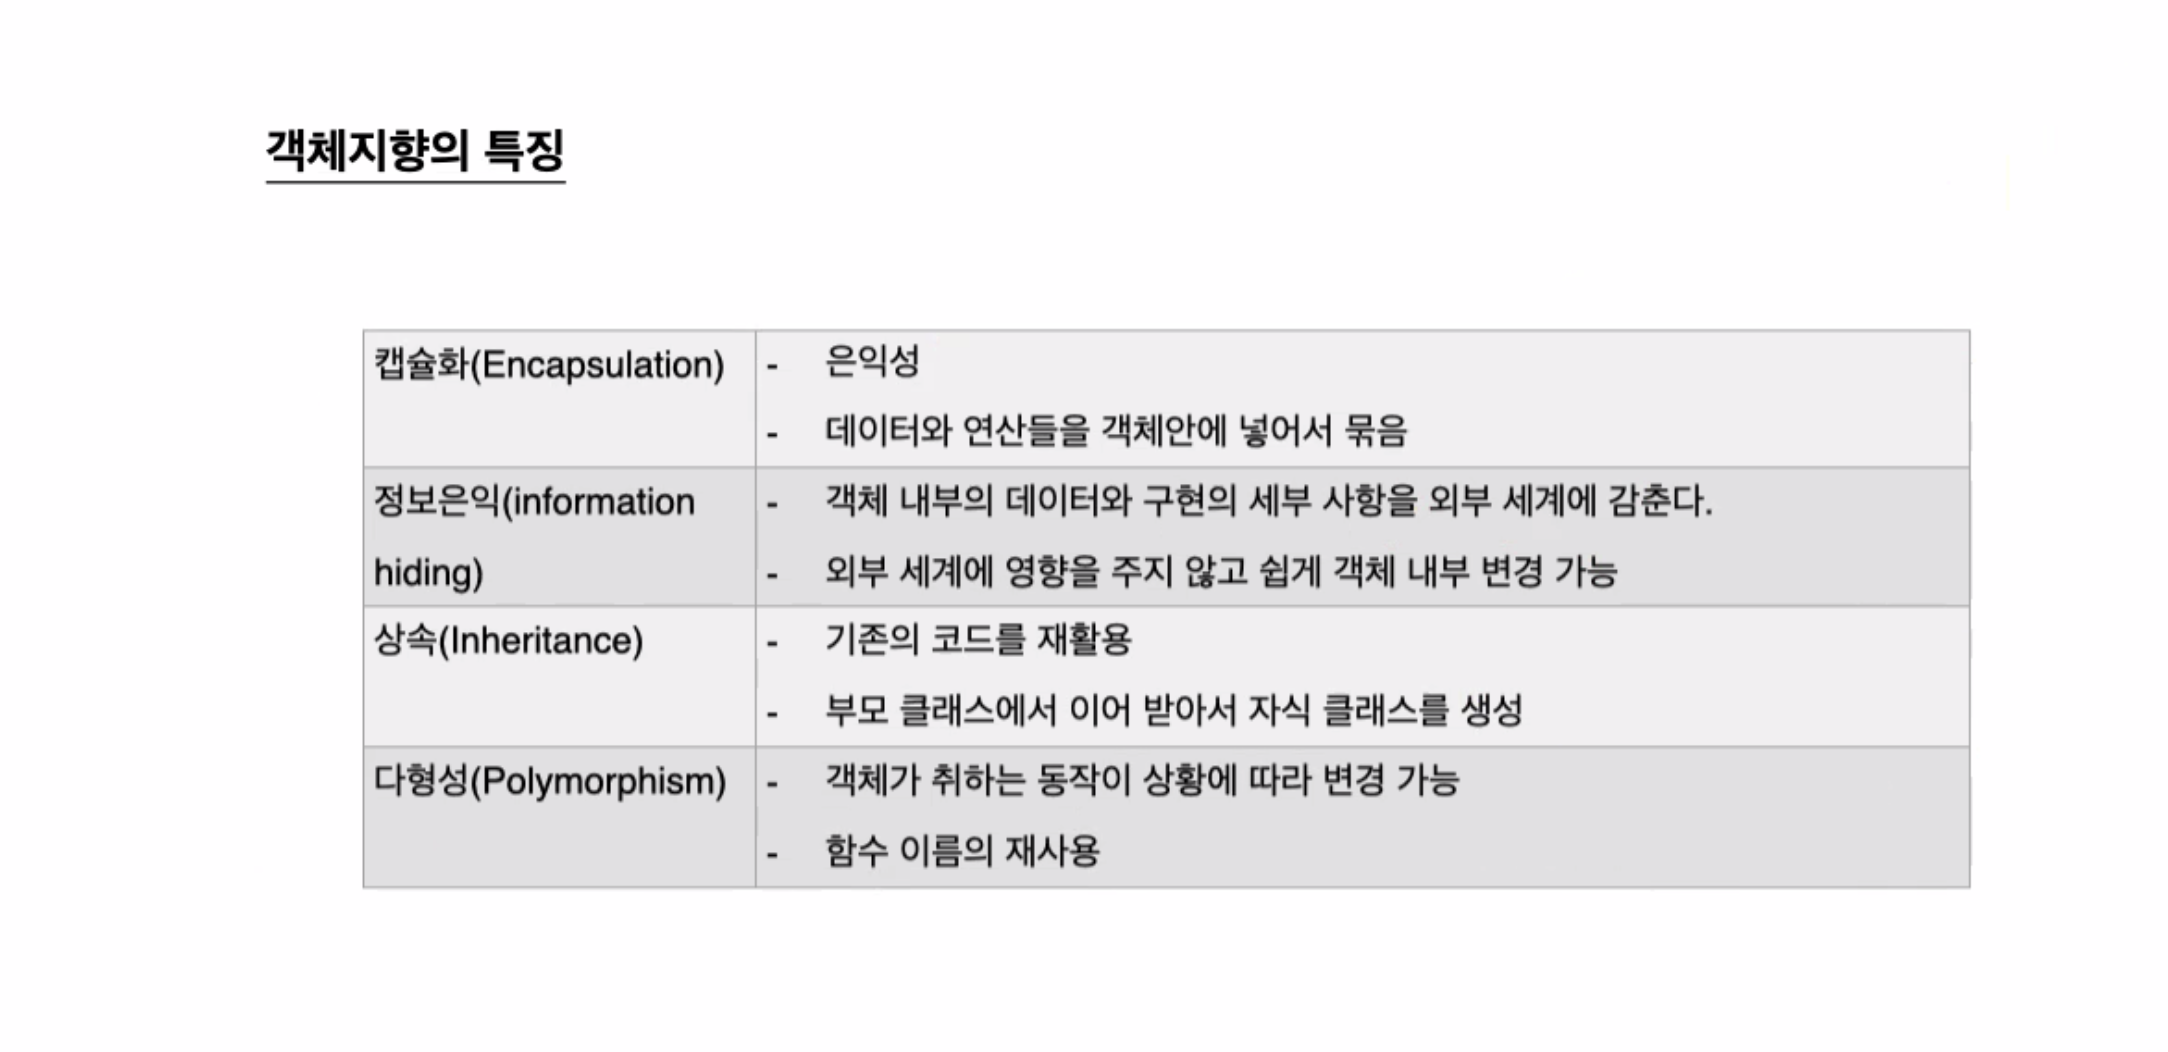 객체지향의 특징
캡슐화(Encapsulation)
- 은익성
- 데이터와 연산들을 객체안에 넣어서 묶음
정보은익(information
hiding)
- 객체 내부의 데이터와 구현의 세부 사항을 외부 세계에 감춘다.
- 외부 세계에 영향을 주지 않고 쉽게 객체 내부 변경 가능
상속(Inheritance)
- 기존의 코드를 재활용
- 부모 클래스에서 이어 받아서 자식 클래스를 생성
다형성(Polymorphism)
- 객체가 취하는 동작이 상황에 따라 변경 가능
- 함수 이름의 재사용